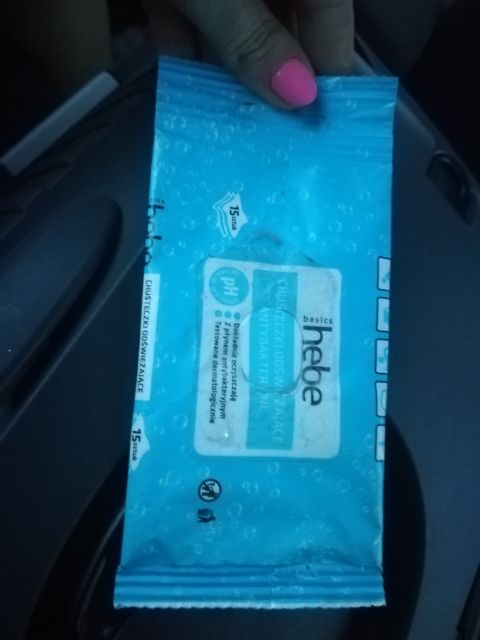 15 sztuk
basics
hebe
CHUSTECZKI ODŚWIEŻAJĄCE
ANTYBAKTERYJNE
pH
Dokładnie oczyszczają
Z płynem antybakteryjnym
Testowane dermatologicznie
hebe
CHUSTECZKI ODŚWIEŻAJĄCE
15 sztuk